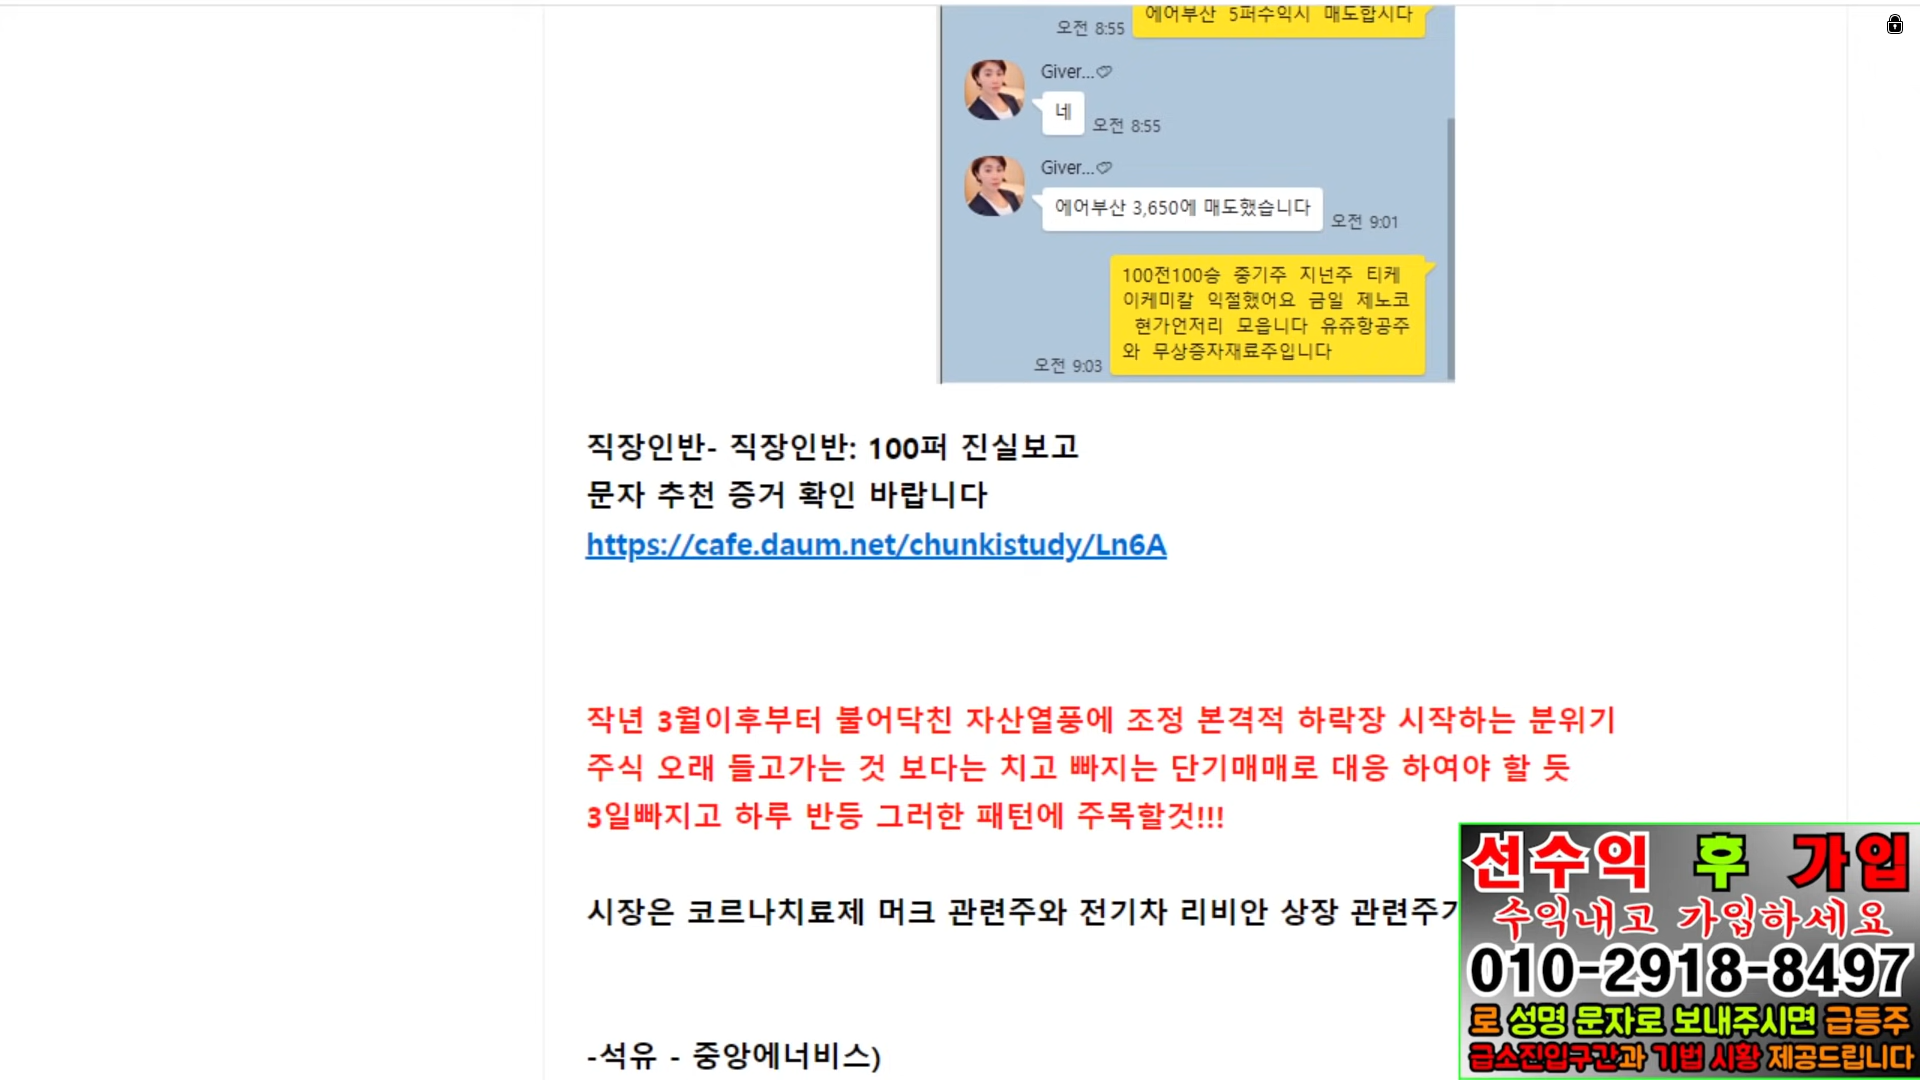 에어부산 5퍼수익시 매도합시다
오전 8:55
Giver...
네
오전 8:55
Giver...
에어부산 3,650에 매도했습니다
오전 9:01
100전100승 중기주 지넌주 티케
이케미칼 익절했어요 금일 제노코
현가언저리 모읍니다 유쥬항공주
와 무상증자재료주입니다
오전 9:03
직장인반- 직장인반: 100퍼 진실보고
문자 추천 증거 확인 바랍니다
https://cafe.daum.net/chunkistudy/Ln6A
작년 3월이후부터 불어닥친 자산열풍에 조정 본격적 하락장 시작하는 분위기
주식 오래 들고가는 것 보다는 치고 빠지는 단기매매로 대응 하여야 할 듯
3일빠지고 하루 반등 그러한 패턴에 주목할것!!!
시장은 코르나치료제 머크 관련주와 전기차 리비안 상장 관련주가
-석유 - 중앙에너비스)
선수익 후 가입
수익내고 가입하세요
010-2918-8497
로 성명 문자로 보내주시면 급등주
급소진입구간과 기법 시황 제공드립니다